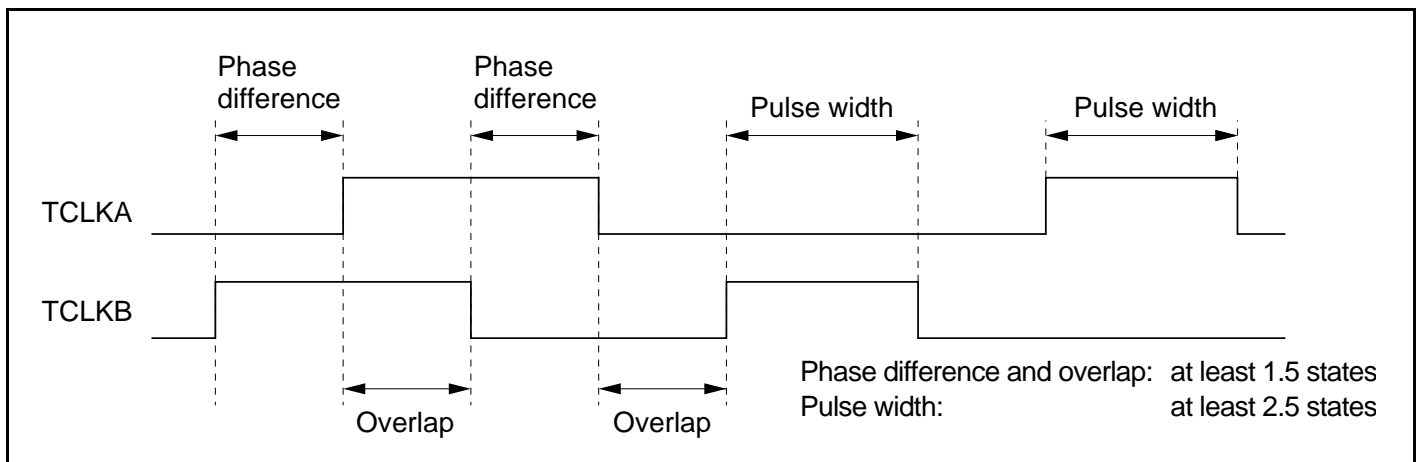 Phase
difference
Phase
difference
Pulse width
Pulse width
TCLKA
TCLKB
Overlap
Overlap
Phase difference and overlap: at least 1.5 states
Pulse width: at least 2.5 states